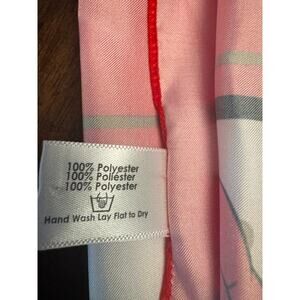 100% Polyester
100% Poliester
100% Polyester
Hand Wash Lay Flat to Dry